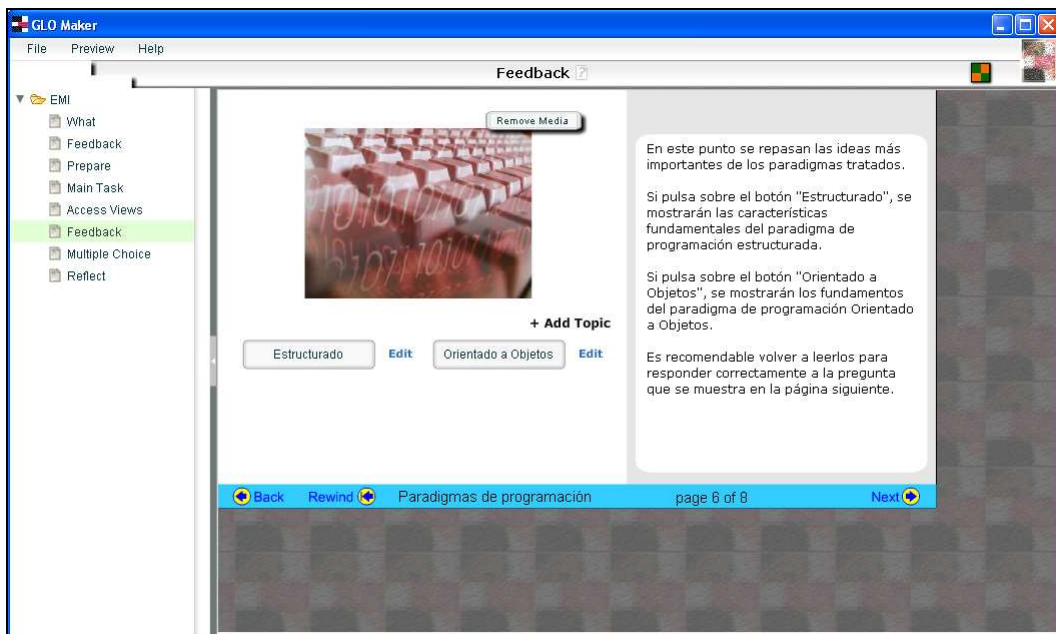 GLO Maker
File Preview Help
Feedback ?
EMI
What
Feedback
Prepare
Main Task
Access Views
Feedback
Multiple Choice
Reflect
Remove Media
+ Add Topic
Estructurado Edit Orientado a Objetos Edit
En este punto se repasan las ideas más
importantes de los paradigmas tratados.
Si pulsa sobre el botón "Estructurado", se
mostrarán las características
fundamentales del paradigma de
programación estructurada.
Si pulsa sobre el botón "Orientado a
Objetos", se mostrarán los fundamentos
del paradigma de programación Orientado
a Objetos.
Es recomendable volver a leerlos para
responder correctamente a la pregunta
que se muestra en la página siguiente.
Back Rewind Paradigmas de programación page 6 of 8 Next